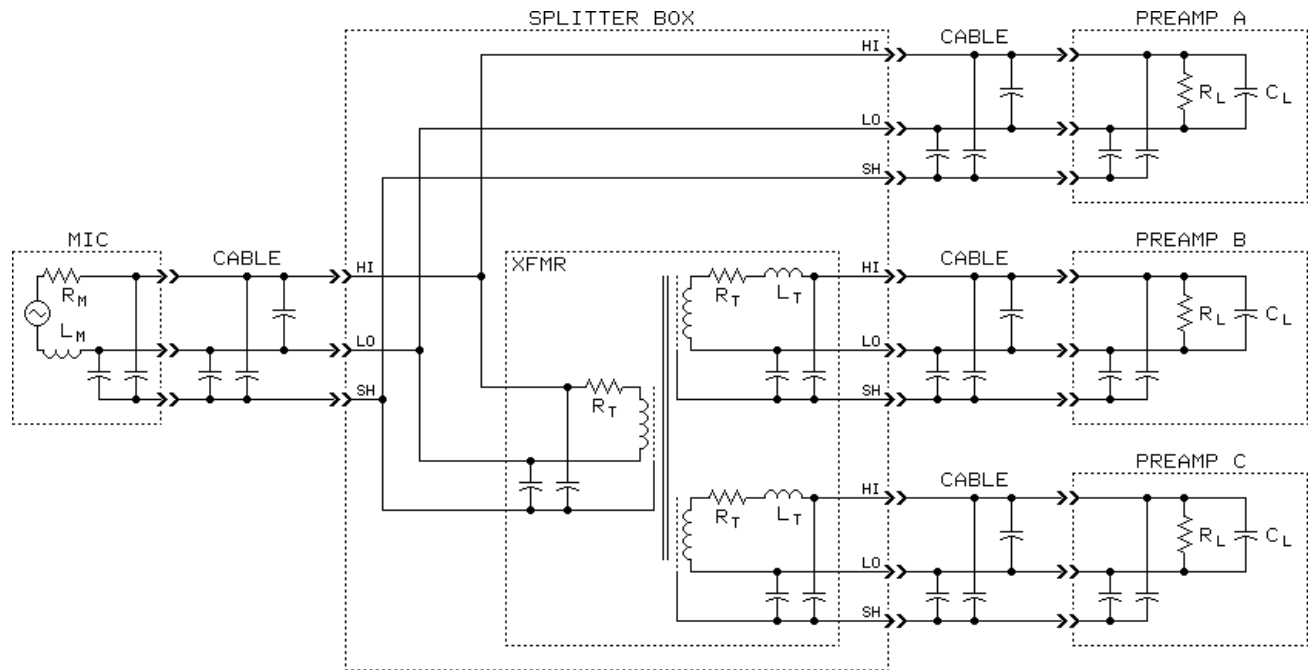 SPLITTER BOX
PREAMP A
HI
CABLE
R L
C L
LO
SH
MIC
CABLE
HI
XFMR
HI
CABLE
PREAMP B
R M
R T
L T
L M
R L
C L
LO
LO
SH
R T
SH
HI
CABLE
PREAMP C
R T
L T
R L
C L
LO
SH